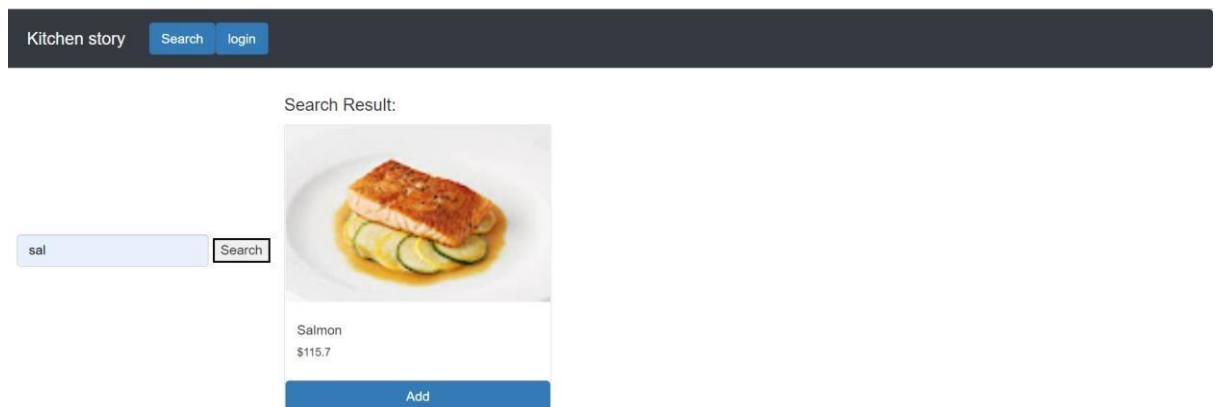 Kitchen story Search login
Search Result:
sal Search
Salmon
$115.7
Add